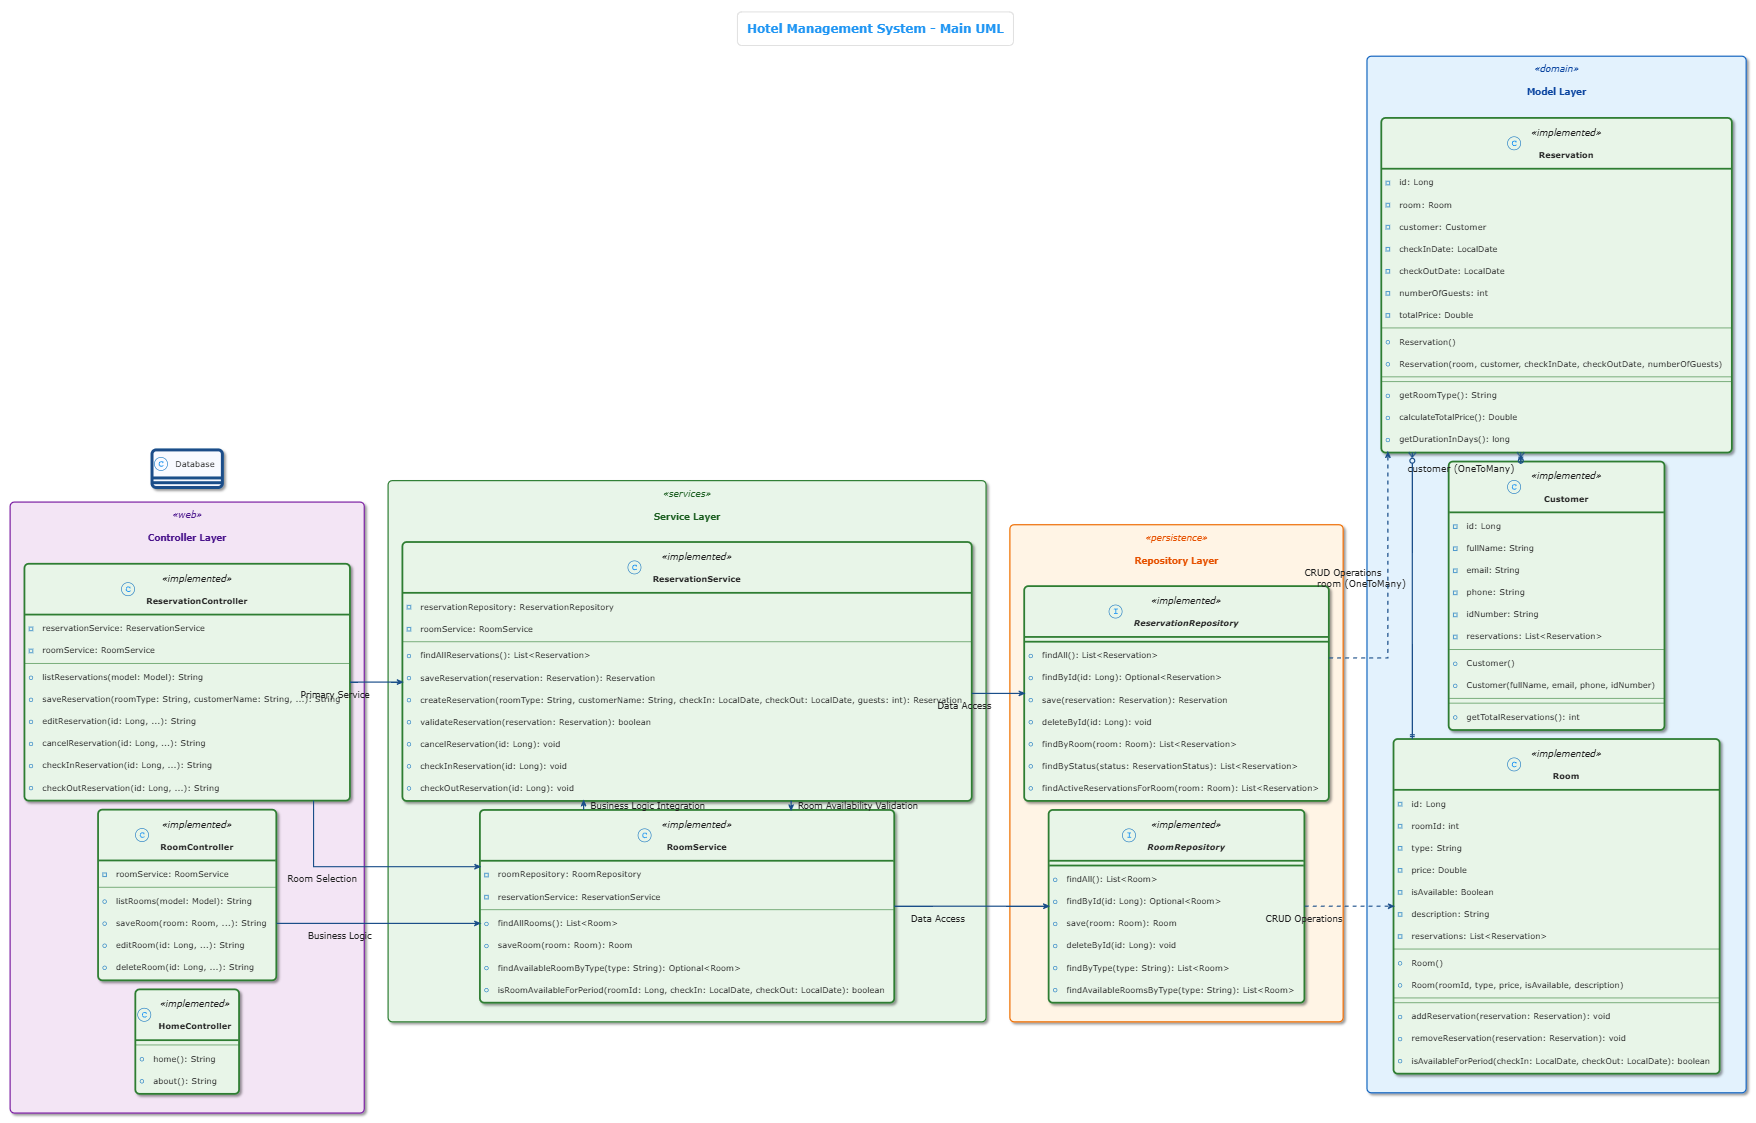 Hotel Management System - Main UML
Database
«web»
Controller Layer
«implemented»
ReservationController
reservationService: ReservationService
roomService: RoomService
listReservations(model: Model): String
saveReservation(roomType: String, customerName: String, ...): String
editReservation(id: Long, ...): String
cancelReservation(id: Long, ...): String
checkInReservation(id: Long, ...): String
checkOutReservation(id: Long, ...): String
«implemented»
RoomController
roomService: RoomService
listRooms(model: Model): String
saveRoom(room: Room, ...): String
editRoom(id: Long, ...): String
deleteRoom(id: Long, ...): String
«implemented»
HomeController
home(): String
about(): String
Primary Service
Room Selection
Business Logic
«services»
Service Layer
«implemented»
ReservationService
reservationRepository: ReservationRepository
roomService: RoomService
findAllReservations(): List<Reservation>
saveReservation(reservation: Reservation): Reservation
createReservation(roomType: String, customerName: String, checkIn: LocalDate, checkOut: LocalDate, guests: int): Reservation
validateReservation(reservation: Reservation): boolean
cancelReservation(id: Long): void
checkInReservation(id: Long): void
checkOutReservation(id: Long): void
Business Logic Integration
Room Availability Validation
«implemented»
RoomService
roomRepository: RoomRepository
reservationService: ReservationService
findAllRooms(): List<Room>
saveRoom(room: Room): Room
findAvailableRoomByType(type: String): Optional<Room>
isRoomAvailableForPeriod(roomId: Long, checkIn: LocalDate, checkOut: LocalDate): boolean
Data Access
Data Access
«persistence»
Repository Layer
«implemented»
ReservationRepository
findAll(): List<Reservation>
findById(id: Long): Optional<Reservation>
save(reservation: Reservation): Reservation
deleteById(id: Long): void
findByRoom(room: Room): List<Reservation>
findByStatus(status: ReservationStatus): List<Reservation>
findActiveReservationsForRoom(room: Room): List<Reservation>
«implemented»
RoomRepository
findAll(): List<Room>
findById(id: Long): Optional<Room>
save(room: Room): Room
deleteById(id: Long): void
findByType(type: String): List<Room>
findAvailableRoomsByType(type: String): List<Room>
CRUD Operations
room (OneToMany)
CRUD Operations
«domain»
Model Layer
«implemented»
Reservation
id: Long
room: Room
customer: Customer
checkInDate: LocalDate
checkOutDate: LocalDate
numberOfGuests: int
totalPrice: Double
Reservation()
Reservation(room, customer, checkInDate, checkOutDate, numberOfGuests)
getRoomType(): String
calculateTotalPrice(): Double
getDurationInDays(): long
customer (OneToMany)
«implemented»
Customer
id: Long
fullName: String
email: String
phone: String
idNumber: String
reservations: List<Reservation>
Customer()
Customer(fullName, email, phone, idNumber)
getTotalReservations(): int
«implemented»
Room
id: Long
roomId: int
type: String
price: Double
isAvailable: Boolean
description: String
reservations: List<Reservation>
Room()
Room(roomId, type, price, isAvailable, description)
addReservation(reservation: Reservation): void
removeReservation(reservation: Reservation): void
isAvailableForPeriod(checkIn: LocalDate, checkOut: LocalDate): boolean